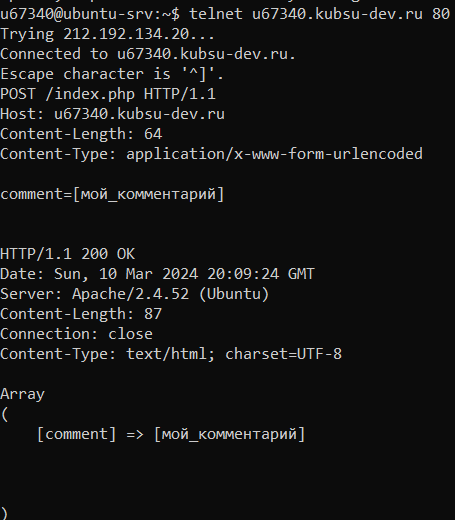 u67340@ubuntu-srv:~$ telnet u67340.kubsu-dev.ru 80
Trying 212.192.134.20...
Connected to u67340.kubsu-dev.ru.
Escape character is '^]'.
POST /index.php HTTP/1.1
Host: u67340.kubsu-dev.ru
Content-Length: 64
Content-Type: application/x-www-form-urlencoded
comment=[мой_комментарий]
HTTP/1.1 200 OK
Date: Sun, 10 Mar 2024 20:09:24 GMT
Server: Apache/2.4.52 (Ubuntu)
Content-Length: 87
Connection: close
Content-Type: text/html; charset=UTF-8
Array
(
[comment] => [мой_комментарий]
)